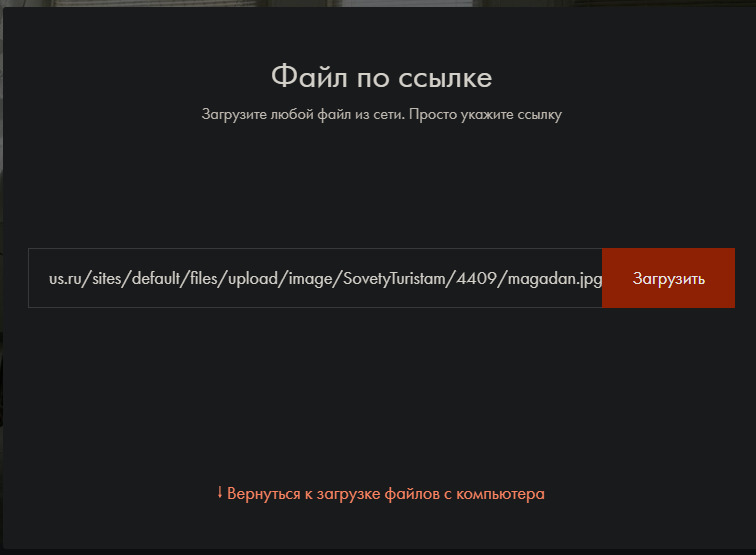 Файл по ссылке
Загрузите любой файл из сети. Просто укажите ссылку
us.ru/sites/default/files/upload/image/SovetyTuristam/4409/magadan.jpg
Загрузить
↓ Вернуться к загрузке файлов с компьютера